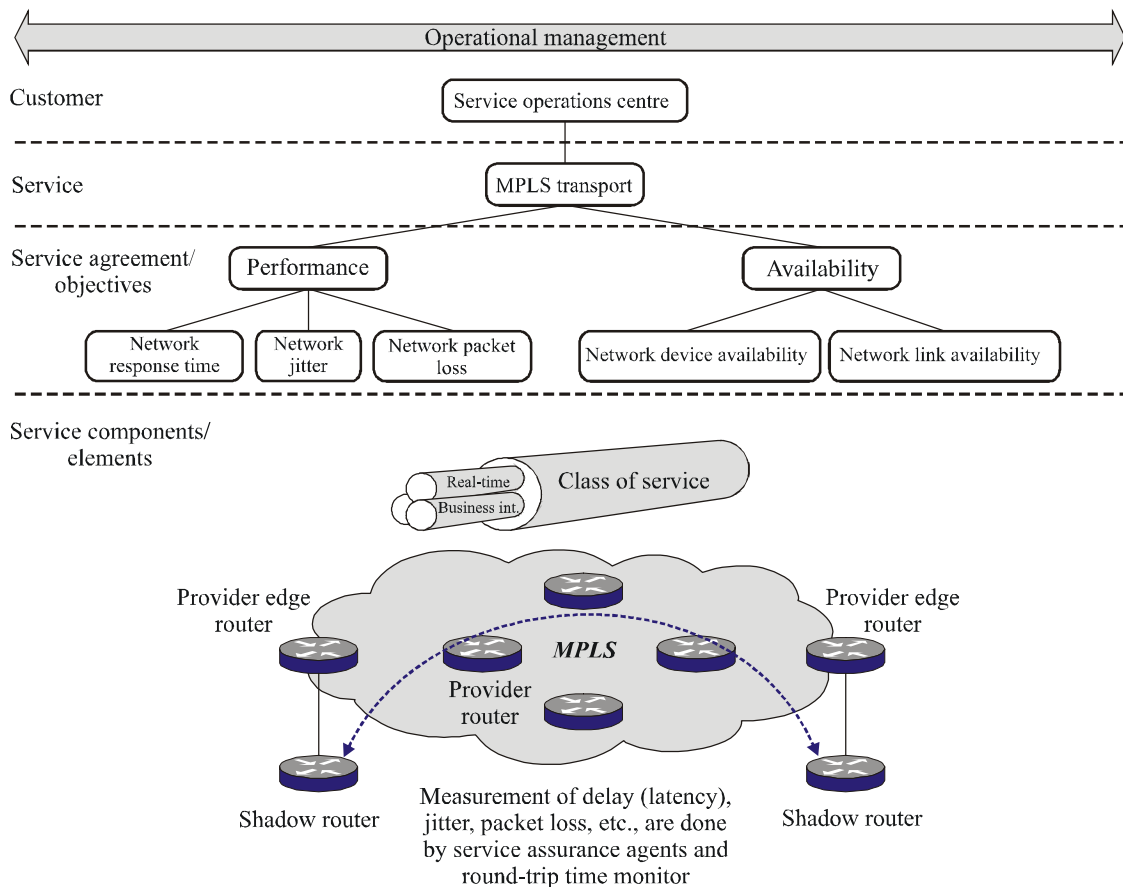 Operational management
Customer
Service operations centre
Service
MPLS transport
Service agreement/
objectives
Performance
Availability
Network
response time
Network
jitter
Network packet
loss
Network device availability
Network link availability
Service components/
elements
Real-time
Business int.
Class of service
Provider edge
router
Provider edge
router
MPLS
Provider
router
Shadow router
Measurement of delay (latency),
jitter, packet loss, etc., are done
by service assurance agents and
round-trip time monitor
Shadow router